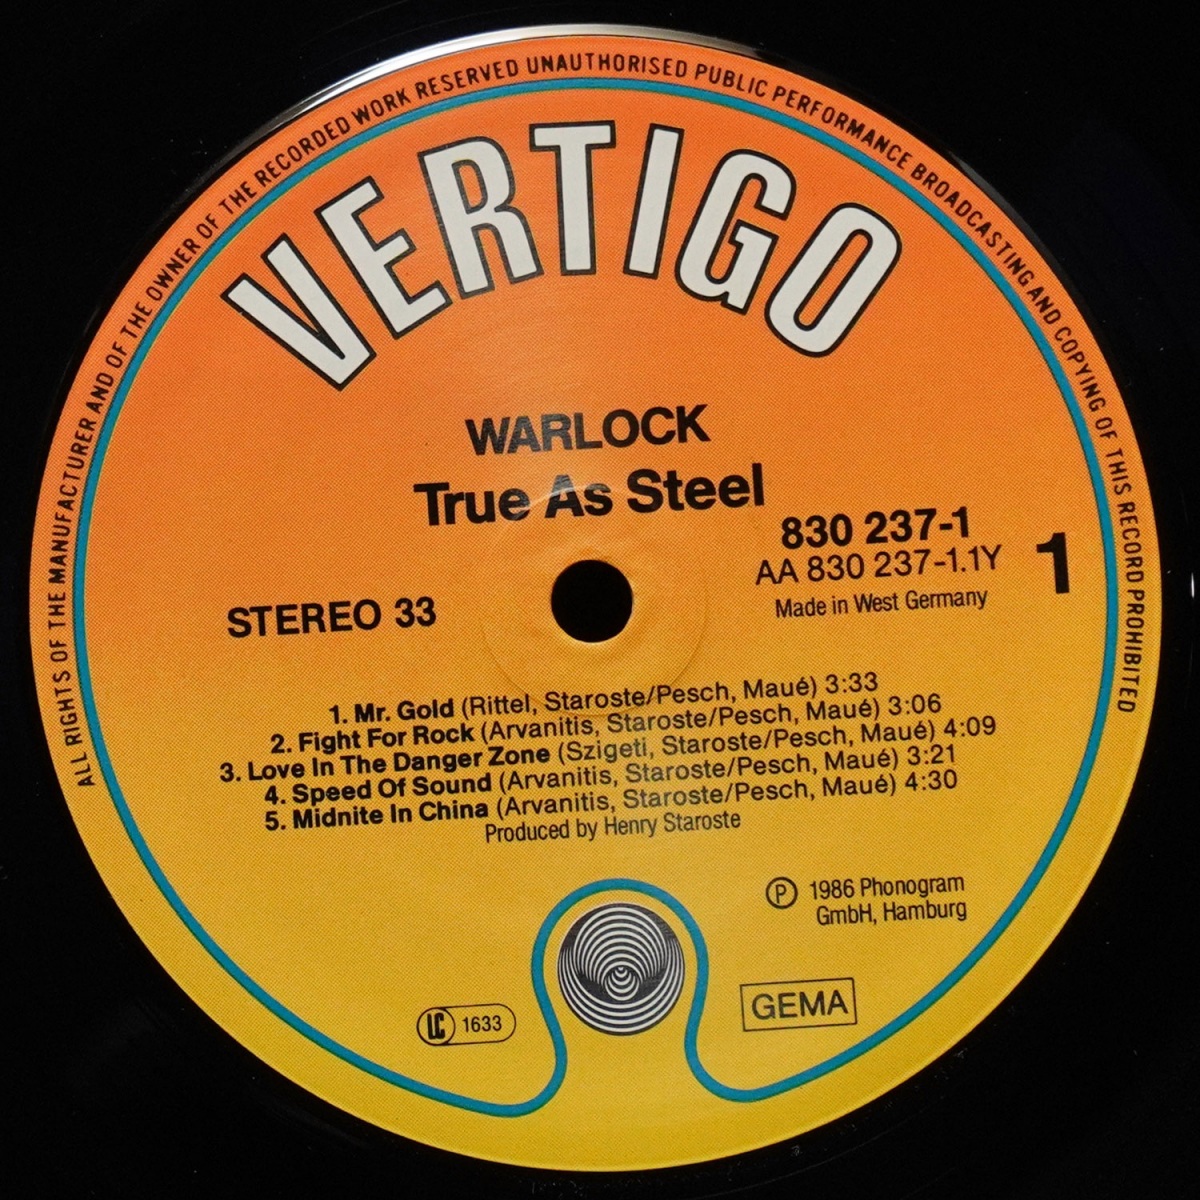 ALL RIGHTS OF THE MANUFACTURER AND OF THE OWNER OF THE RECORDED WORK RESERVED UNAUTHORISED PUBLIC PERFORMANCE BROADCASTING AND COPYING OF THIS RECORD PROHIBITED
VERTIGO
WARLOCK
True As Steel
830 237-1
AA 830 237-1.1Y
1
Made in West Germany
STEREO 33
1. Mr. Gold (Rittel, Staroste/Pesch, Maué) 3:33
2. Fight For Rock (Arvanitis, Staroste/Pesch, Maué) 3:06
3. Love In The Danger Zone (Szigeti, Staroste/Pesch, Maué) 4:09
4. Speed Of Sound (Arvanitis, Staroste/Pesch, Maué) 3:21
5. Midnite In China (Arvanitis, Staroste/Pesch, Maué) 4:30
Produced by Henry Staroste
Ⓟ 1986 Phonogram
GmbH, Hamburg
LC 1633
GEMA